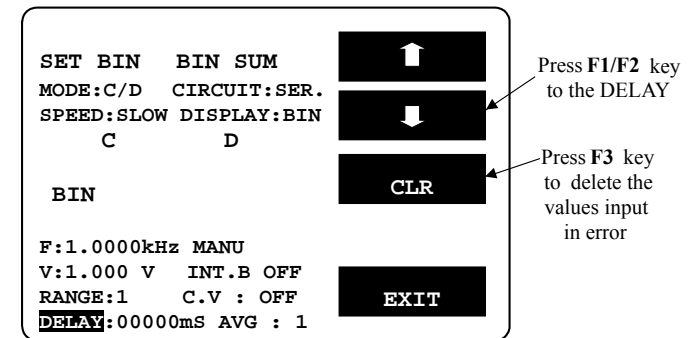 SET BIN BIN SUM
MODE:C/D CIRCUIT:SER.
SPEED:SLOW DISPLAY:BIN
C D
BIN
F:1.0000kHz MANU
V:1.000 V INT.B OFF
RANGE:1 C.V : OFF
DELAY:00000mS AVG : 1
CLR
EXIT
Press F1/F2 key
to the DELAY
Press F3 key
to delete the
values input
in error